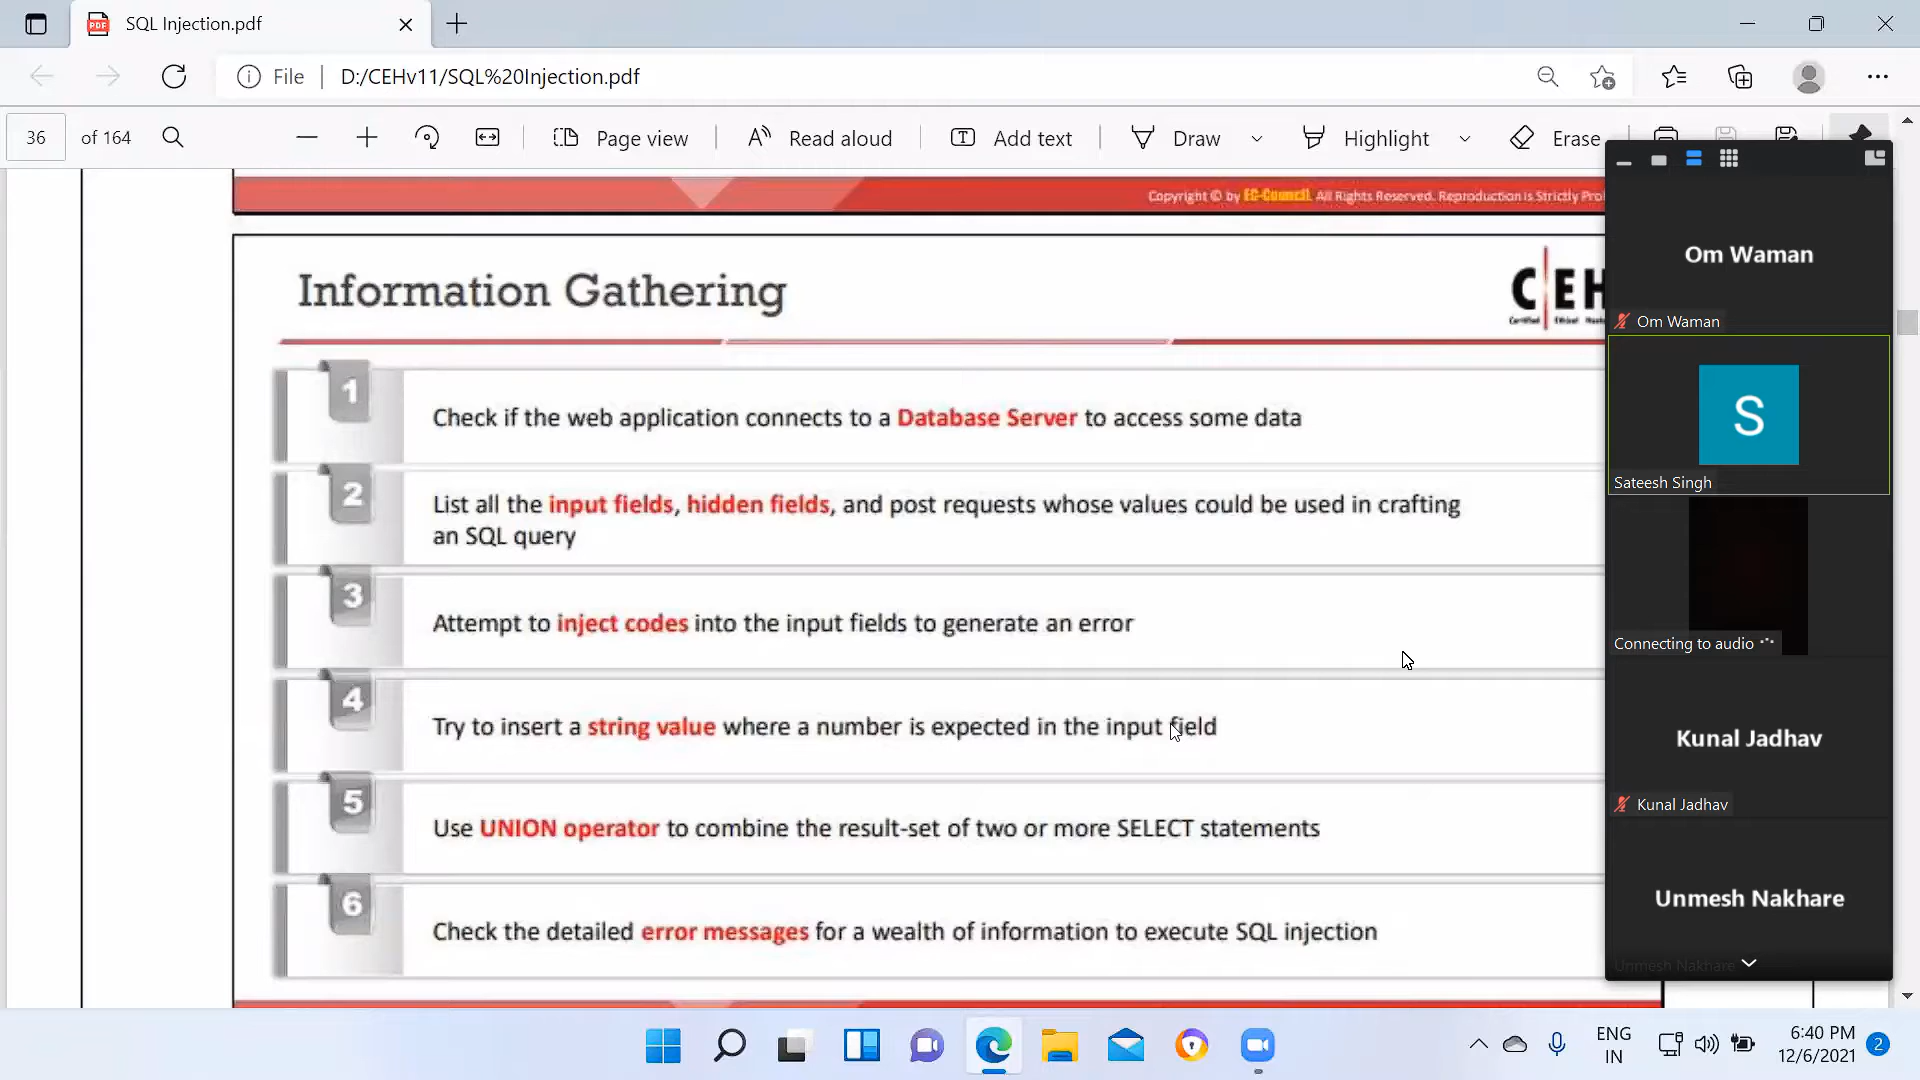 SQL Injection.pdf
File
D:/CEHv11/SQL%20Injection.pdf
36 of 164
Page view
Read aloud
Add text
Draw
Highlight
Erase
Copyright © by EC-Council. All Rights Reserved. Reproduction is Strictly
Information Gathering
CEH
1
Check if the web application connects to a Database Server to access some data
2
List all the input fields, hidden fields, and post requests whose values could be used in crafting
an SQL query
3
Attempt to inject codes into the input fields to generate an error
4
Try to insert a string value where a number is expected in the input field
5
Use UNION operator to combine the result-set of two or more SELECT statements
6
Check the detailed error messages for a wealth of information to execute SQL injection
Om Waman
Om Waman
S
Sateesh Singh
Connecting to audio
Kunal Jadhav
Kunal Jadhav
Unmesh Nakhare
Unmesh Nakhare
ENG
IN
6:40 PM
12/6/2021
2